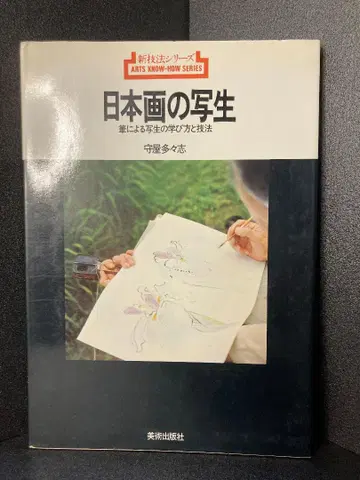 新技法シリーズ
ARTS KNOW-HOW SERIES
日本画の写生
筆による写生の学び方と技法
守屋多々志
美術出版社